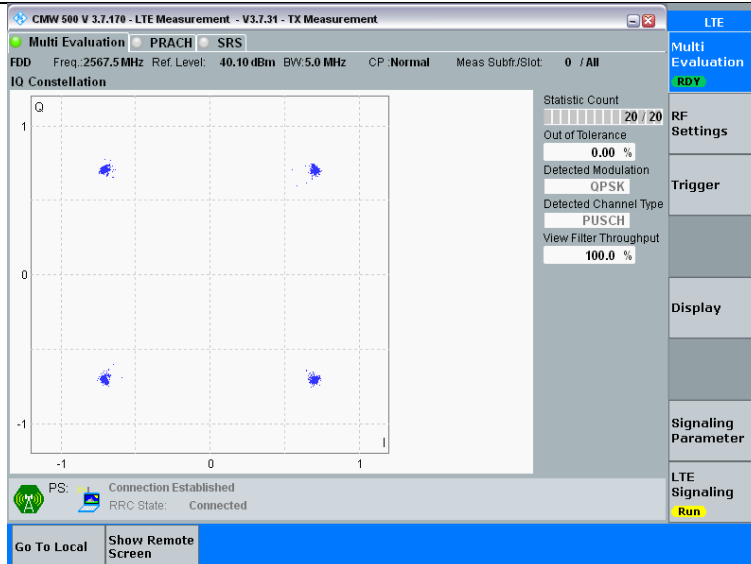 CMW 500 V 3.7.170 - LTE Measurement - V3.7.31 - TX Measurement
LTE
Multi Evaluation PRACH SRS
FDD Freq.:2567.5 MHz Ref. Level: 40.10 dBm BW:5.0 MHz CP :Normal Meas Subfr./Slot: 0 / All
IQ Constellation
Q
1
0
-1
-1 0 1
I
Statistic Count
20 / 20
Out of Tolerance
0.00 %
Detected Modulation
QPSK
Detected Channel Type
PUSCH
View Filter Throughput
100.0 %
Multi
Evaluation
RDY
RF
Settings
Trigger
Display
Signaling
Parameter
LTE
Signaling
Run
PS: Connection Established
RRC State: Connected
Go To Local
Show Remote
Screen